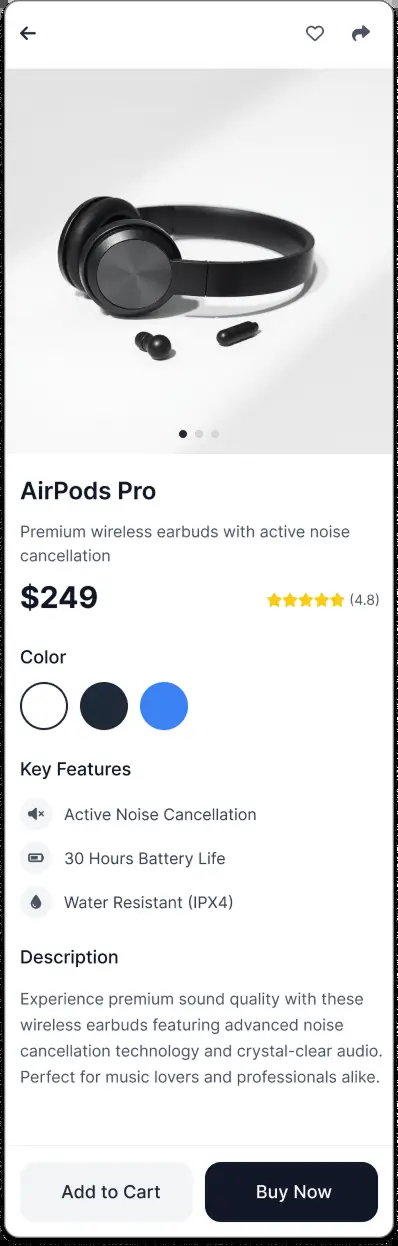 AirPods Pro
Premium wireless earbuds with active noise
cancellation
$249
(4.8)
Color
Key Features
Active Noise Cancellation
30 Hours Battery Life
Water Resistant (IPX4)
Description
Experience premium sound quality with these
wireless earbuds featuring advanced noise
cancellation technology and crystal-clear audio.
Perfect for music lovers and professionals alike.
Add to Cart
Buy Now